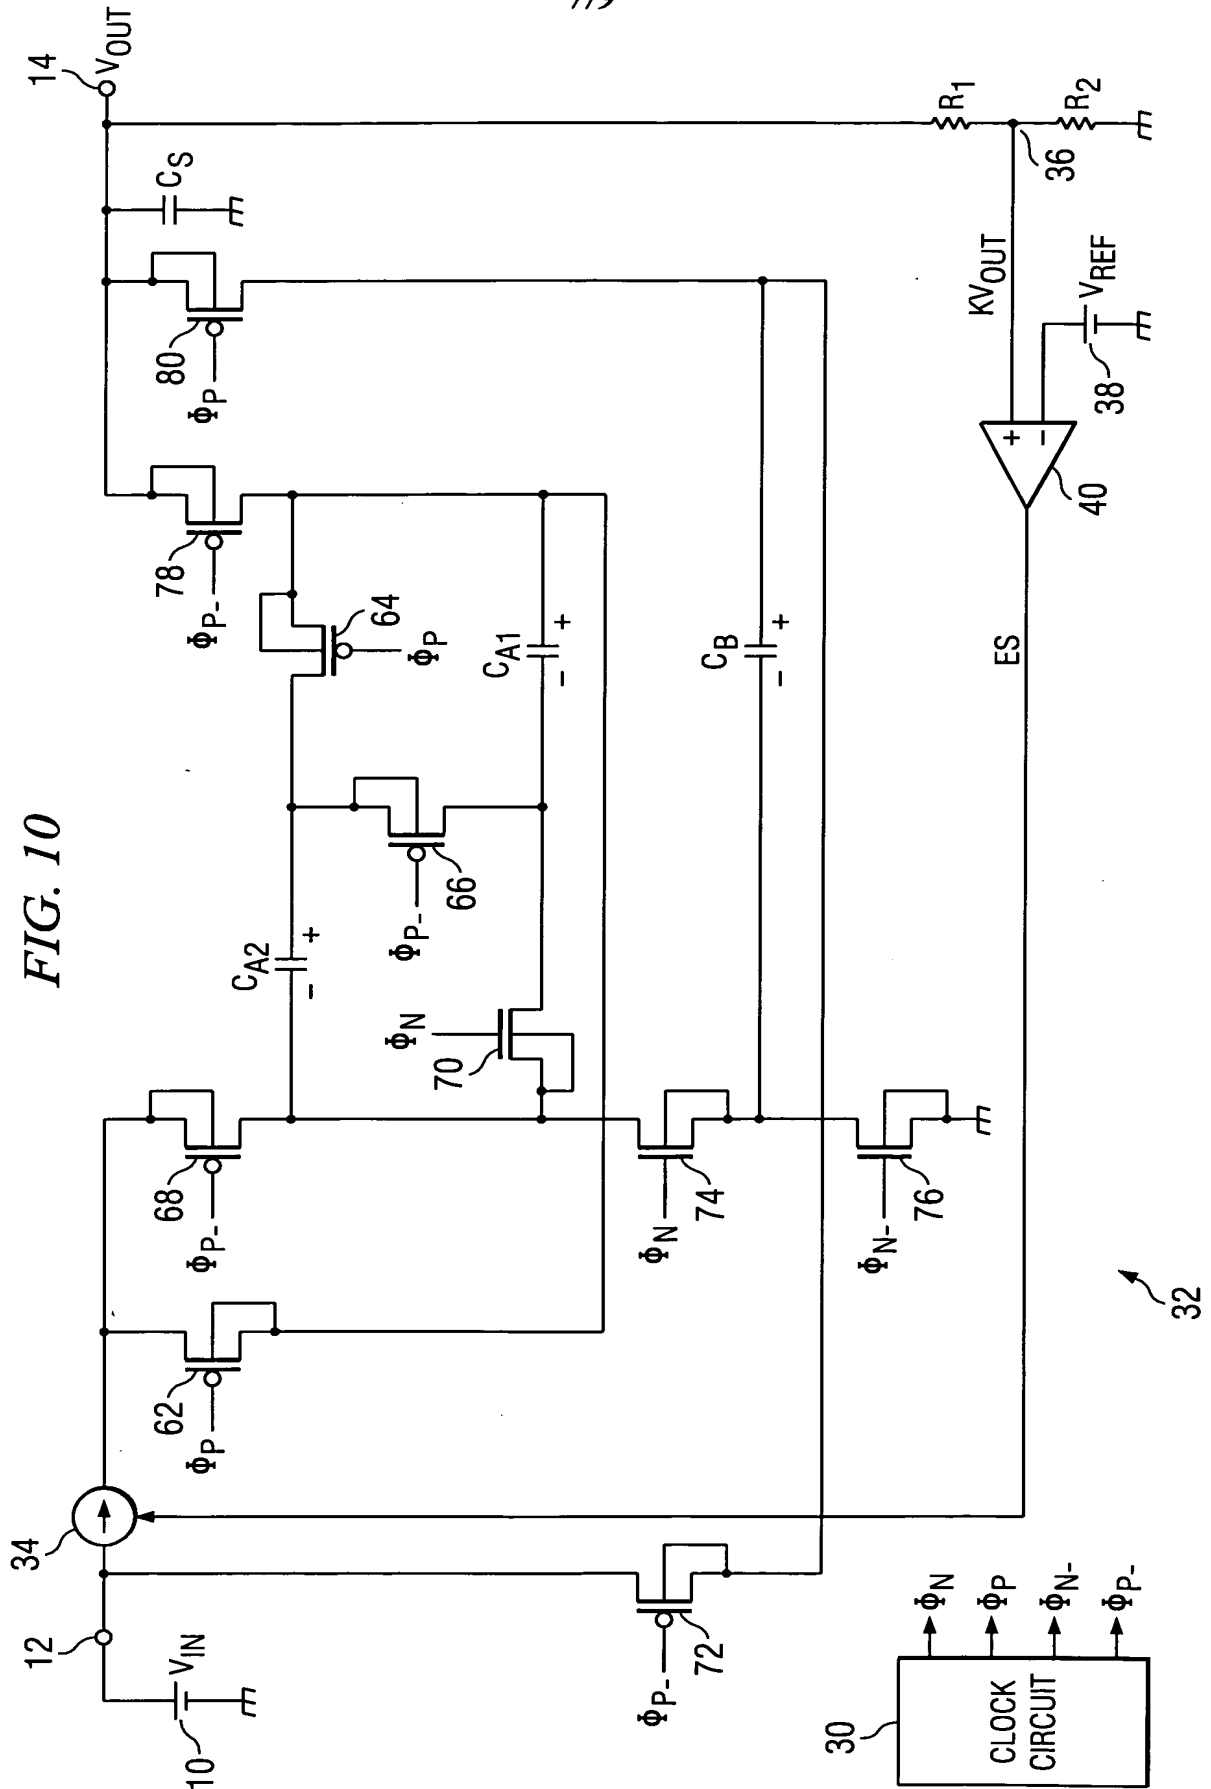 FIG. 10
10
VIN
12
34
62
ΦP
68
ΦP-
CA2
-
+
ΦN
70
66
ΦP-
64
ΦP
CA1
-
+
78
ΦP-
80
ΦP
CS
14
VOUT
72
ΦP-
74
ΦN
76
ΦN-
CB
-
+
R1
36
R2
KVOUT
VREF
38
+
-
40
ES
32
30
CLOCK
CIRCUIT
ΦN
ΦP
ΦN-
ΦP-